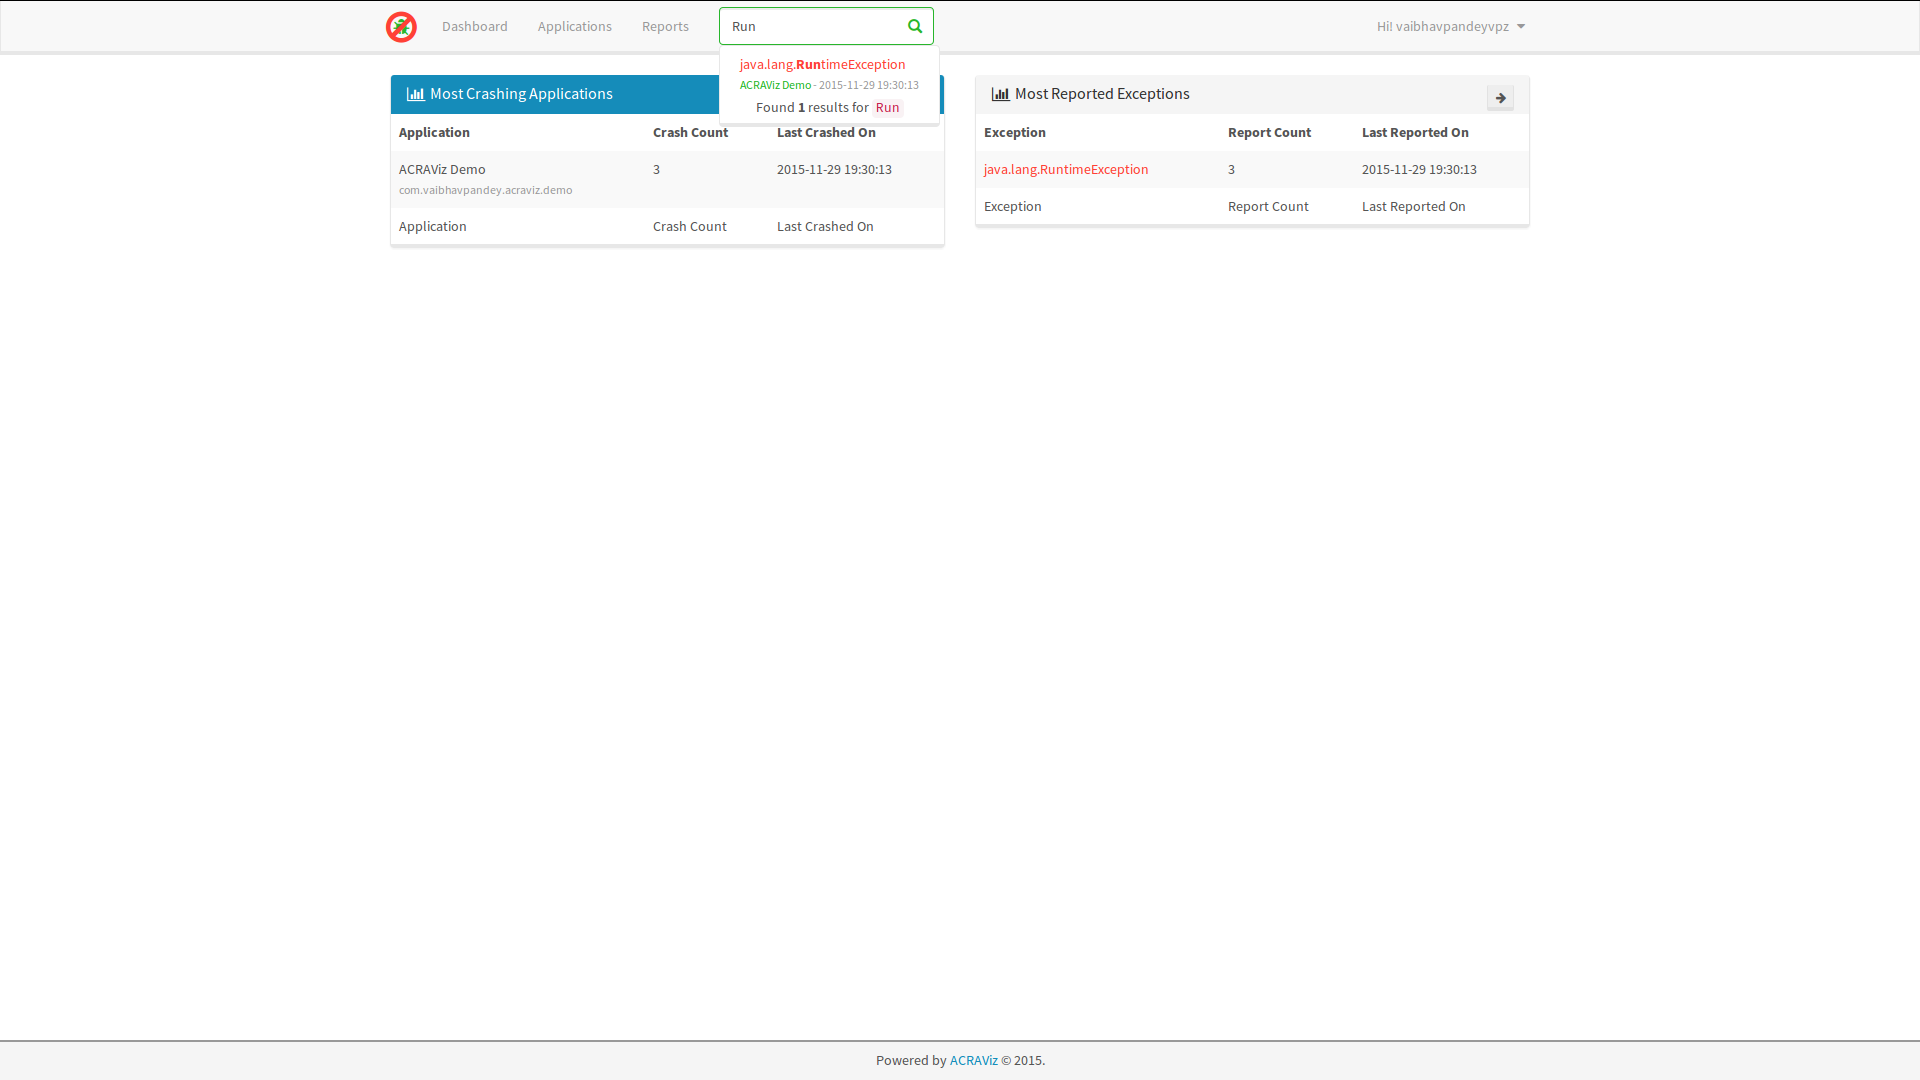 Dashboard Applications Reports Run Hi! vaibhavpandeyvpz
java.lang.RuntimeException
ACRAViz Demo - 2015-11-29 19:30:13
Found 1 results for Run
Most Crashing Applications
Application Crash Count Last Crashed On
ACRAViz Demo 3 2015-11-29 19:30:13
com.vaibhavpandey.acraviz.demo
Application Crash Count Last Crashed On
Most Reported Exceptions
Exception Report Count Last Reported On
java.lang.RuntimeException 3 2015-11-29 19:30:13
Exception Report Count Last Reported On
Powered by ACRAViz © 2015.